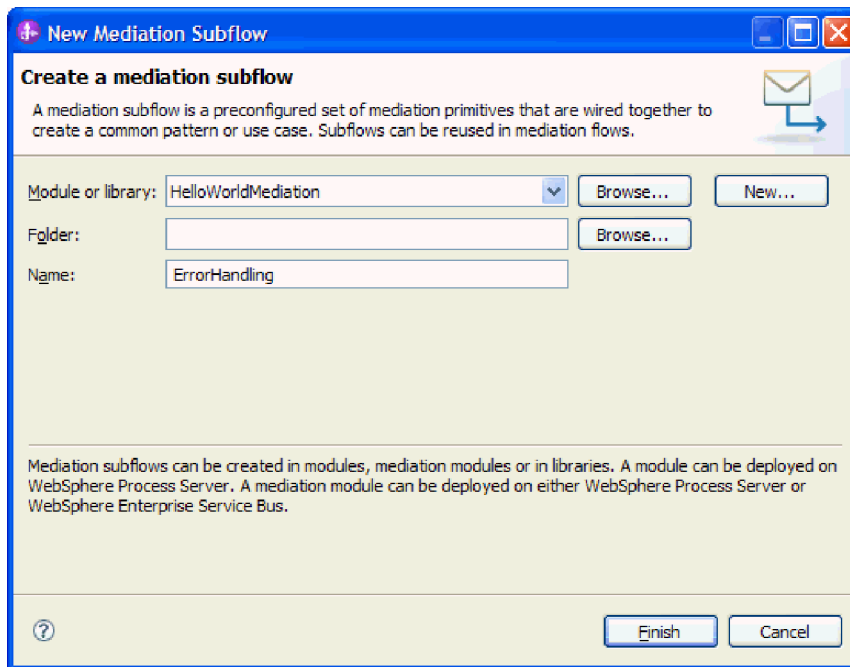 New Mediation Subflow
Create a mediation subflow
A mediation subflow is a preconfigured set of mediation primitives that are wired together to
create a common pattern or use case. Subflows can be reused in mediation flows.
Module or library: HelloWorldMediation Browse... New...
Folder: Browse...
Name: ErrorHandling
Mediation subflows can be created in modules, mediation modules or in libraries. A module can be deployed on
WebSphere Process Server. A mediation module can be deployed on either WebSphere Process Server or
WebSphere Enterprise Service Bus.
? Finish Cancel